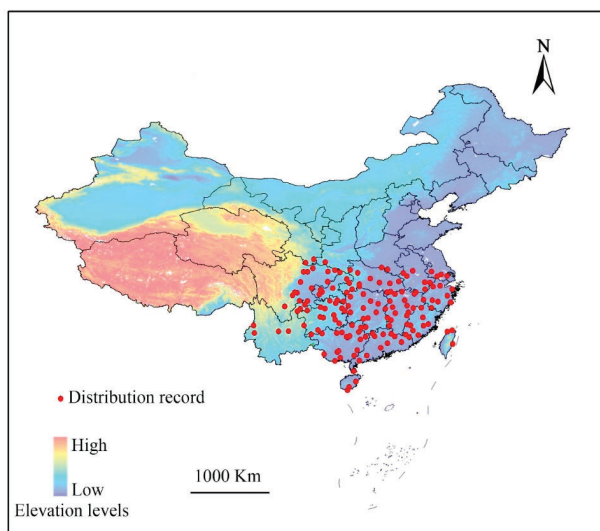 N
Distribution record
High
Low
Elevation levels
1000 Km